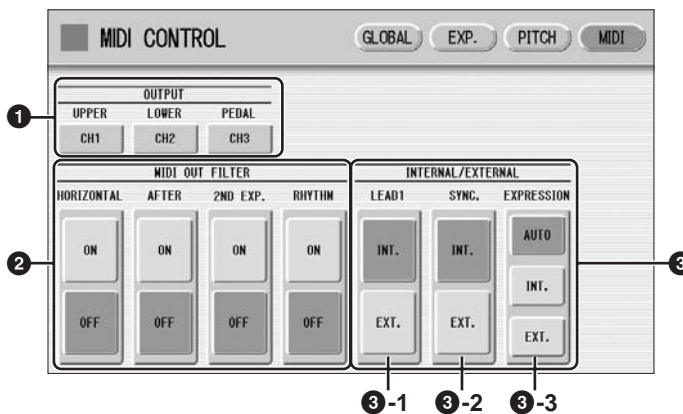 MIDI CONTROL
GLOBAL EXP. PITCH MIDI
1
OUTPUT
UPPER LOWER PEDAL
CH1 CH2 CH3
2
MIDI OUT FILTER
HORIZONTAL AFTER 2ND EXP. RHYTHM
ON ON ON ON
OFF OFF OFF OFF
3
INTERNAL/EXTERNAL
LEAD1 SYNC. EXPRESSION
INT. INT. AUTO
INT.
EXT. EXT. EXT.
3-1 3-2 3-3